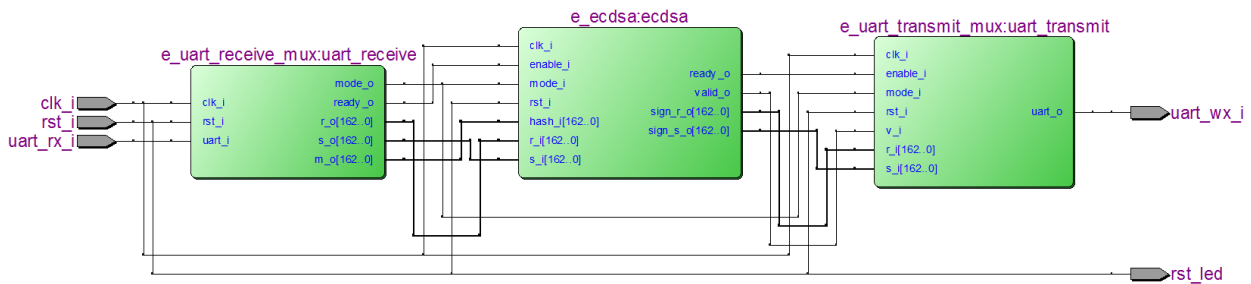 e_ecdsa:ecdsa
e_uart_transmit_mux:uart_transmit
e_uart_receive_mux:uart_receive
clk_i
rst_i
uart_rx_i
clk_i
rst_i
uart_i
mode_o
ready_o
r_o[162..0]
s_o[162..0]
m_o[162..0]
clk_i
enable_i
mode_i
rst_i
hash_i[162..0]
r_i[162..0]
s_i[162..0]
ready_o
valid_o
sign_r_o[162..0]
sign_s_o[162..0]
clk_i
enable_i
mode_i
rst_i
v_i
r_i[162..0]
s_i[162..0]
uart_o
uart_wx_i
rst_led